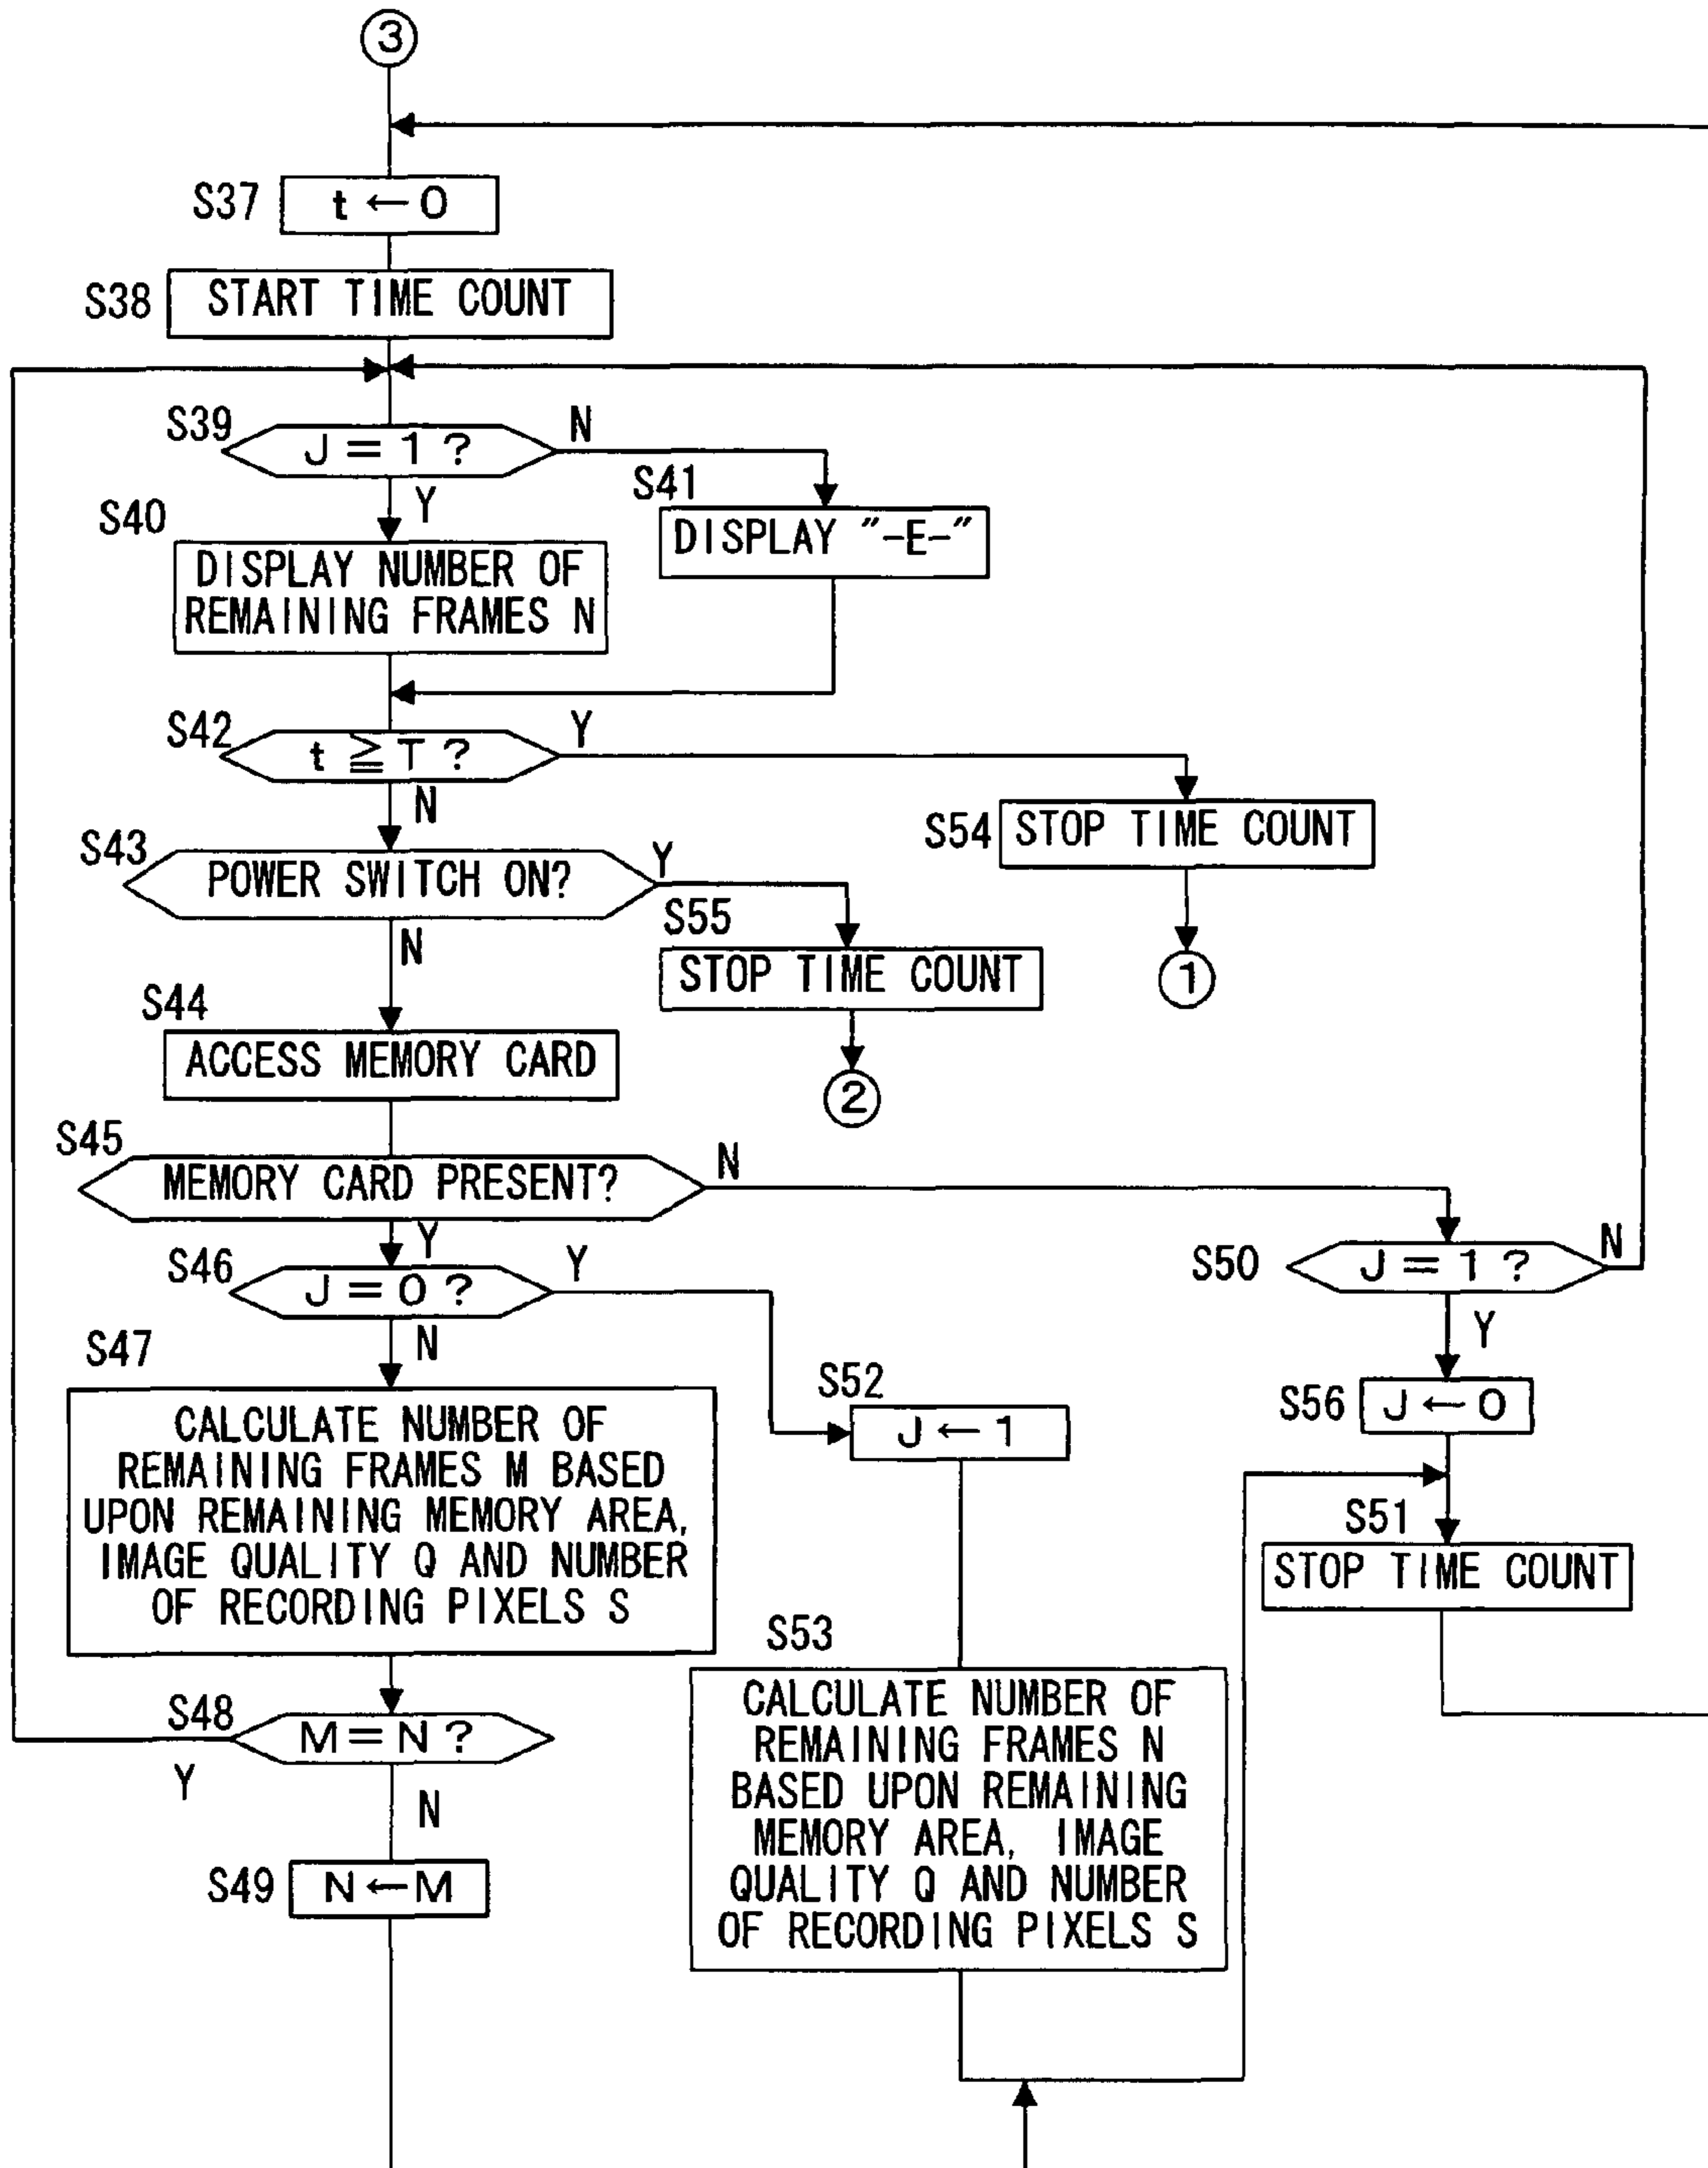 ③
S37
t ← 0
S38
START TIME COUNT
S39
J = 1 ?
N
Y
S41
DISPLAY "-E-"
S40
DISPLAY NUMBER OF
REMAINING FRAMES N
S42
t ≧ T ?
Y
N
S54
STOP TIME COUNT
①
S43
POWER SWITCH ON?
Y
N
S55
STOP TIME COUNT
②
S44
ACCESS MEMORY CARD
S45
MEMORY CARD PRESENT?
N
Y
S46
J = 0 ?
Y
N
S50
J = 1 ?
N
Y
S47
CALCULATE NUMBER OF
REMAINING FRAMES M BASED
UPON REMAINING MEMORY AREA,
IMAGE QUALITY Q AND NUMBER
OF RECORDING PIXELS S
S52
J ← 1
S56
J ← 0
S51
STOP TIME COUNT
S53
CALCULATE NUMBER OF
REMAINING FRAMES N
BASED UPON REMAINING
MEMORY AREA, IMAGE
QUALITY Q AND NUMBER
OF RECORDING PIXELS S
S48
M = N ?
Y
N
S49
N ← M